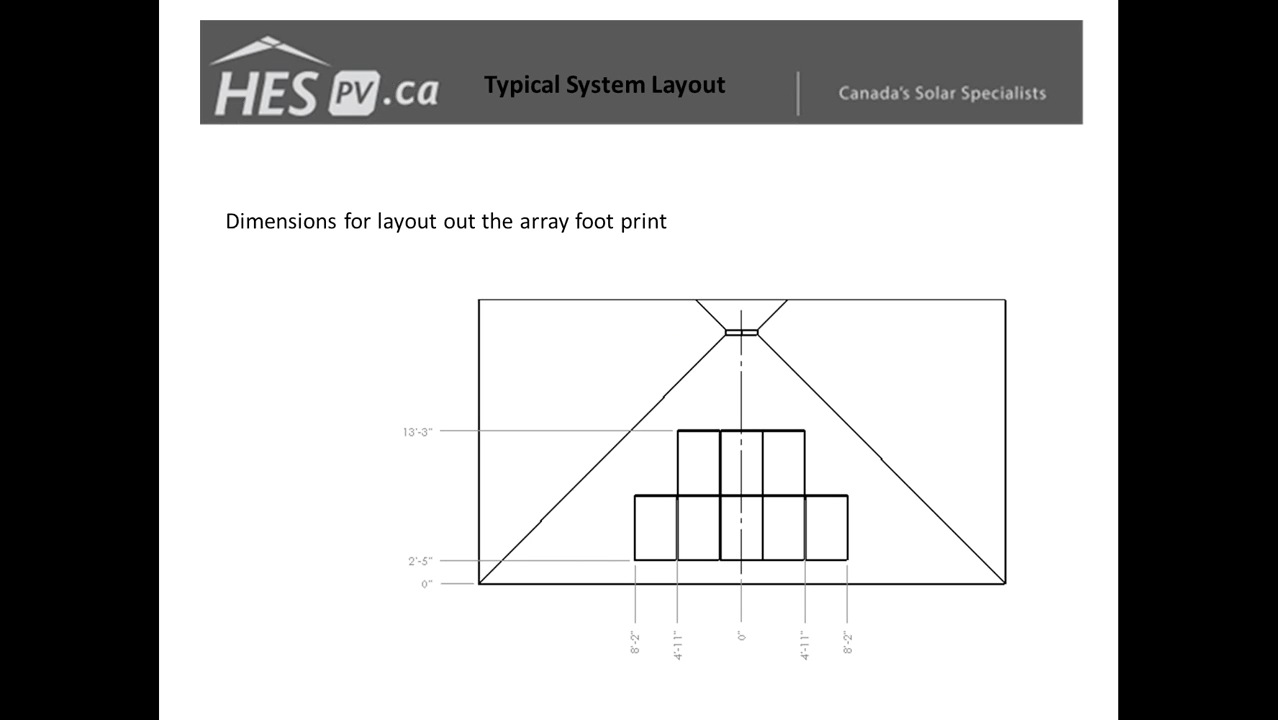 HES PV.ca
Typical System Layout
Canada's Solar Specialists
Dimensions for layout out the array foot print
13'-3"
2'-5"
0"
8'-2"
4'-11"
0"
4'-11"
8'-2"